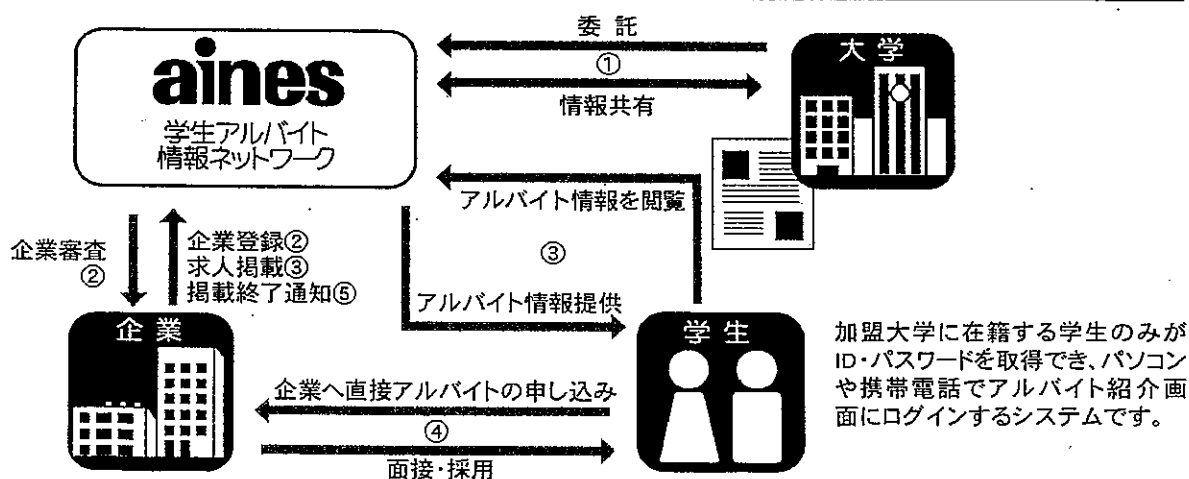 委託
大学
①
情報共有
aines
学生アルバイト
情報ネットワーク
アルバイト情報を閲覧
企業審査
②
企業登録②
求人掲載③
掲載終了通知⑤
③
アルバイト情報提供
企業
学生
加盟大学に在籍する学生のみが
ID・パスワードを取得でき、パソコン
や携帯電話でアルバイト紹介画
面にログインするシステムです。
企業へ直接アルバイトの申し込み
④
面接・採用